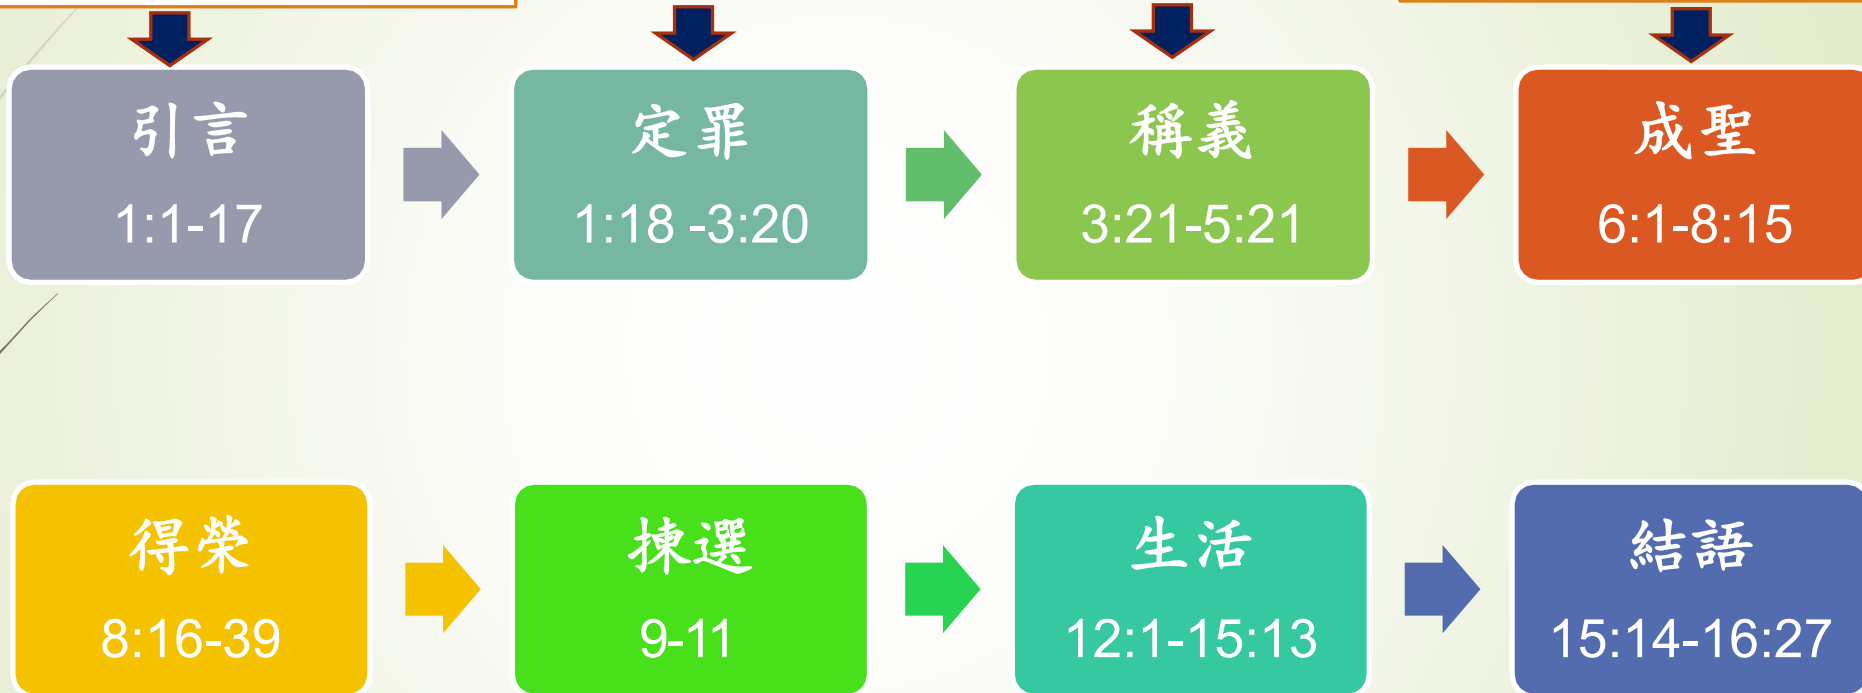 引言
1:1-17
定罪
1:18 -3:20
稱義
3:21-5:21
成聖
6:1-8:15
得榮
8:16-39
揀選
9-11
生活
12:1-15:13
結語
15:14-16:27